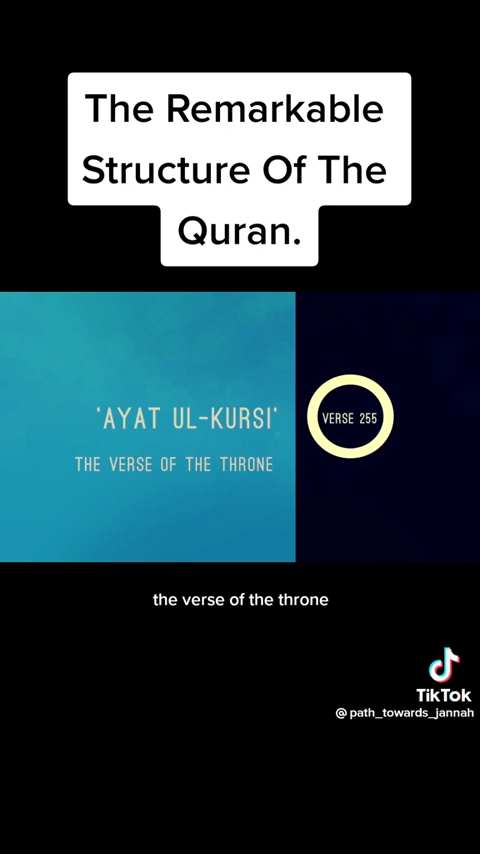 The Remarkable
Structure Of The
Quran.
'AYAT UL-KURSI'
THE VERSE OF THE THRONE
VERSE 255
the verse of the throne
TikTok
@path_towards_jannah